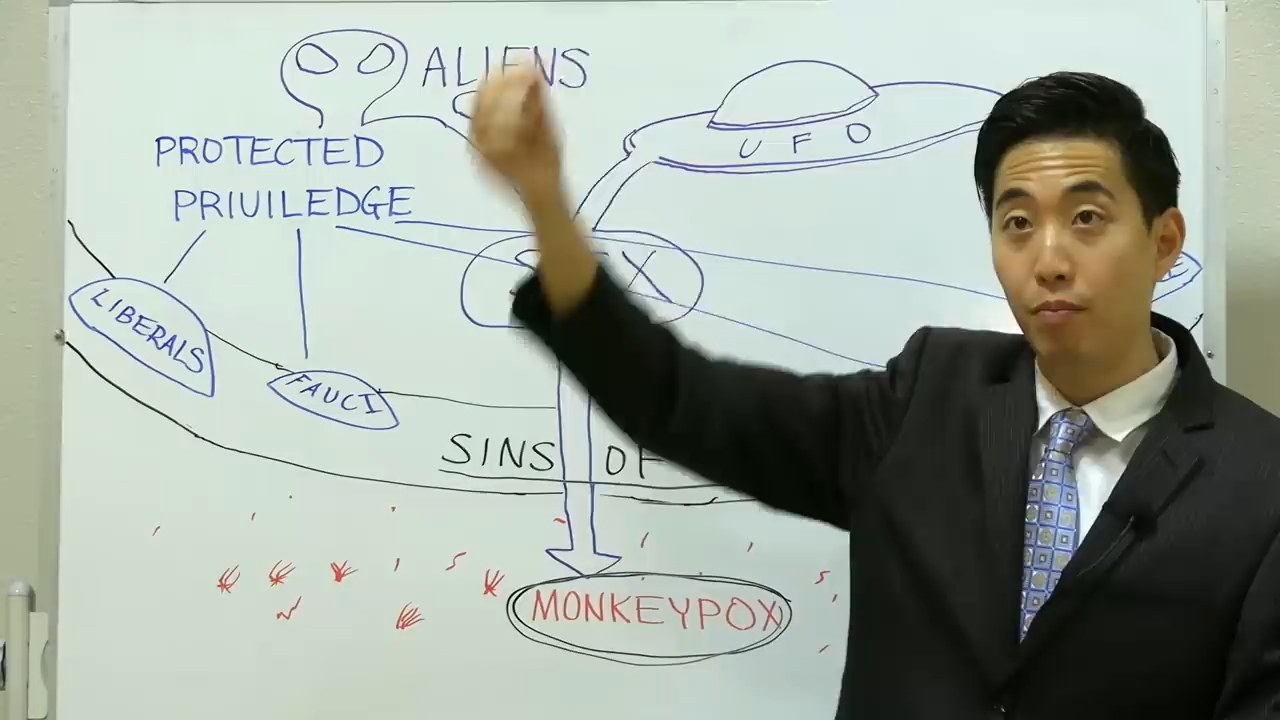 ALIENS
UFO
PROTECTED
PRIVILEDGE
X
LIBERALS
FAUCI
SINS OF
MONKEYPOX